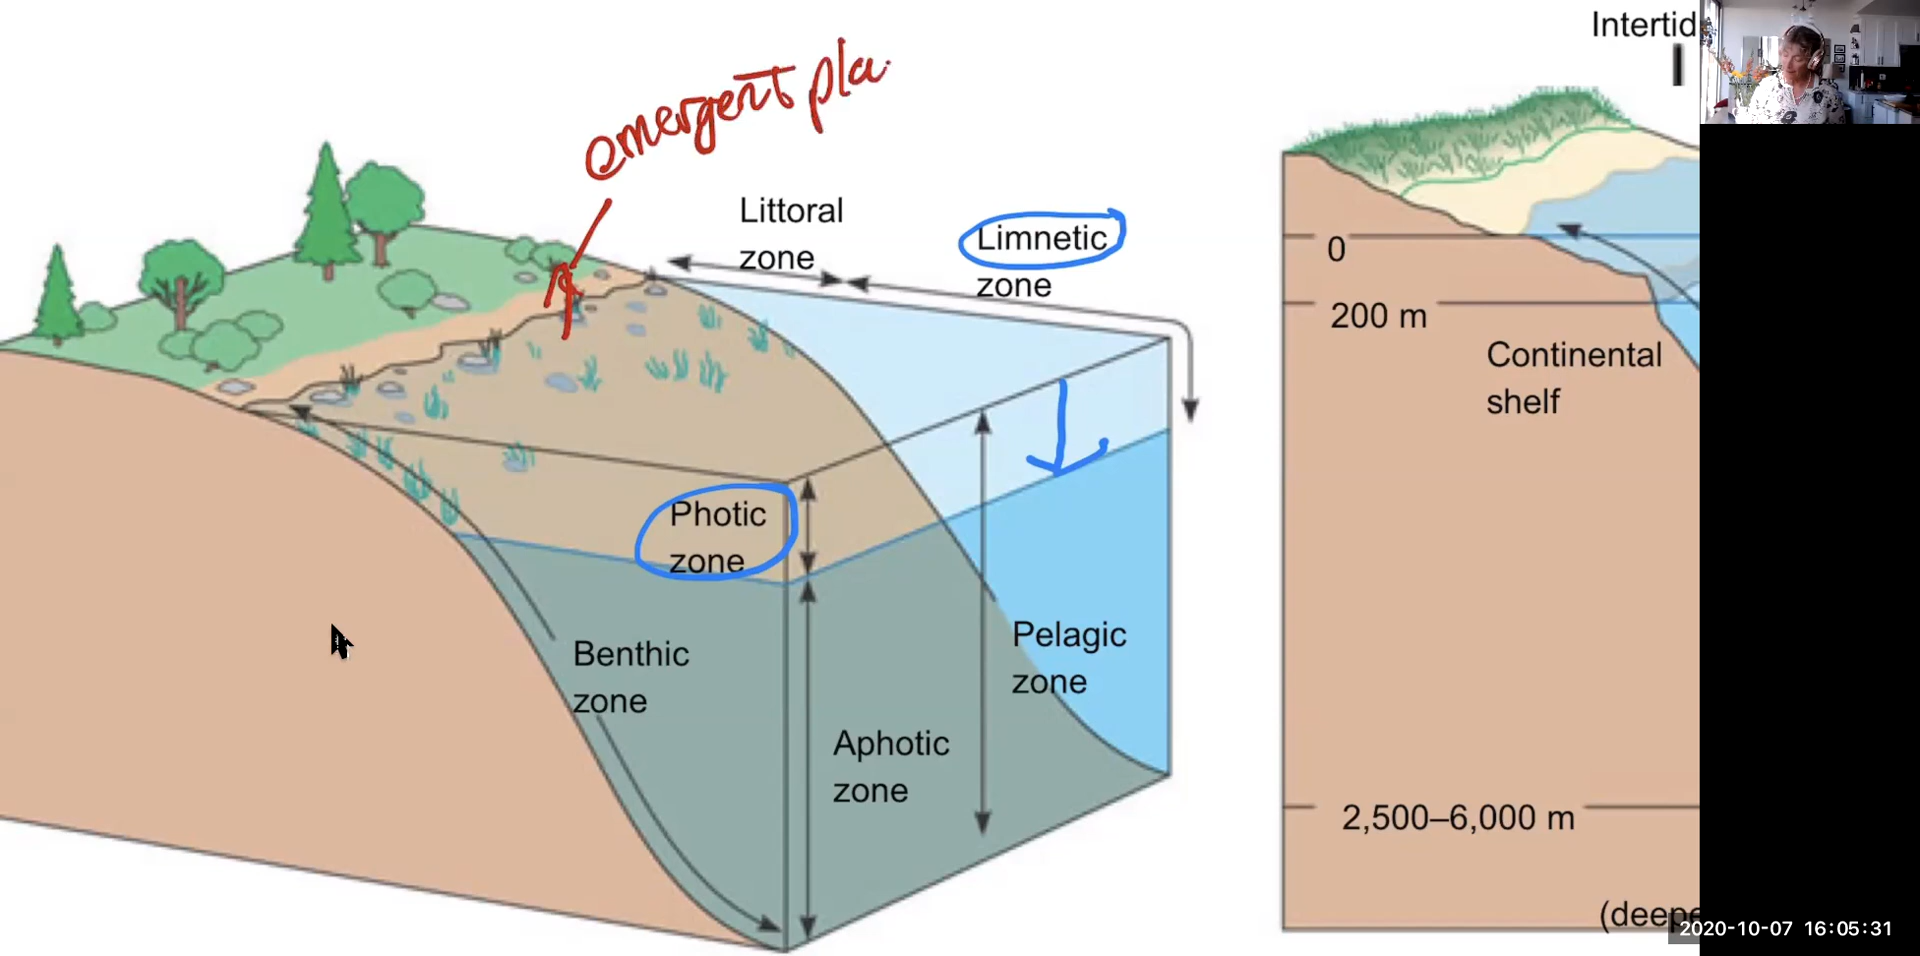 emergent pla
Littoral
zone
Limnetic
zone
Photic
zone
Benthic
zone
Aphotic
zone
Pelagic
zone
Intertid
0
200 m
Continental
shelf
2,500–6,000 m
(deepe
2020-10-07 16:05:31